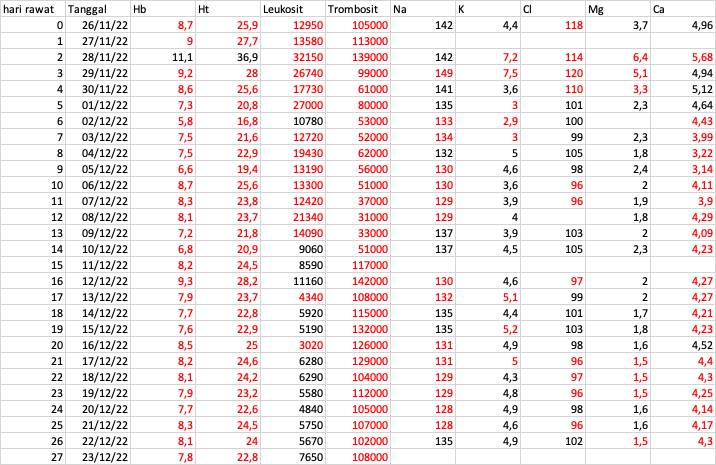 hari rawat Tanggal Hb Ht Leukosit Trombosit Na K Cl Mg Ca
0 26/11/22 8,7 25,9 12950 105000 142 4,4 118 3,7 4,96
1 27/11/22 9 27,7 13580 113000
2 28/11/22 11,1 36,9 32150 139000 142 7,2 114 6,4 5,68
3 29/11/22 9,2 28 26740 99000 149 7,5 120 5,1 4,94
4 30/11/22 8,6 25,6 17730 61000 141 3,6 110 3,3 5,12
5 01/12/22 7,3 20,8 27000 80000 135 3 101 2,3 4,64
6 02/12/22 5,8 16,8 10780 53000 133 2,9 100 4,43
7 03/12/22 7,5 21,6 12720 52000 134 3 99 2,3 3,99
8 04/12/22 7,5 22,9 19430 62000 132 5 105 1,8 3,22
9 05/12/22 6,6 19,4 13190 56000 130 4,6 98 2,4 3,14
10 06/12/22 8,7 25,6 13300 51000 130 3,6 96 2 4,11
11 07/12/22 8,3 23,8 12420 37000 129 3,9 96 1,9 3,9
12 08/12/22 8,1 23,7 21340 31000 129 4 1,8 4,29
13 09/12/22 7,2 21,8 14090 33000 137 3,9 103 2 4,09
14 10/12/22 6,8 20,9 9060 51000 137 4,5 105 2,3 4,23
15 11/12/22 8,2 24,5 8590 117000
16 12/12/22 9,3 28,2 11160 142000 130 4,6 97 2 4,27
17 13/12/22 7,9 23,7 4340 108000 132 5,1 99 2 4,27
18 14/12/22 7,7 22,8 5920 115000 135 4,4 101 1,7 4,21
19 15/12/22 7,6 22,9 5190 132000 135 5,2 103 1,8 4,23
20 16/12/22 8,5 25 3020 126000 131 4,9 98 1,6 4,52
21 17/12/22 8,2 24,6 6280 129000 131 5 96 1,5 4,4
22 18/12/22 8,1 24,2 6290 104000 129 4,3 97 1,5 4,3
23 19/12/22 7,9 23,2 5580 112000 129 4,8 96 1,5 4,25
24 20/12/22 7,7 22,6 4840 105000 128 4,9 98 1,6 4,14
25 21/12/22 8,3 24,5 5750 107000 128 4,6 96 1,6 4,17
26 22/12/22 8,1 24 5670 102000 135 4,9 102 1,5 4,3
27 23/12/22 7,8 22,8 7650 108000